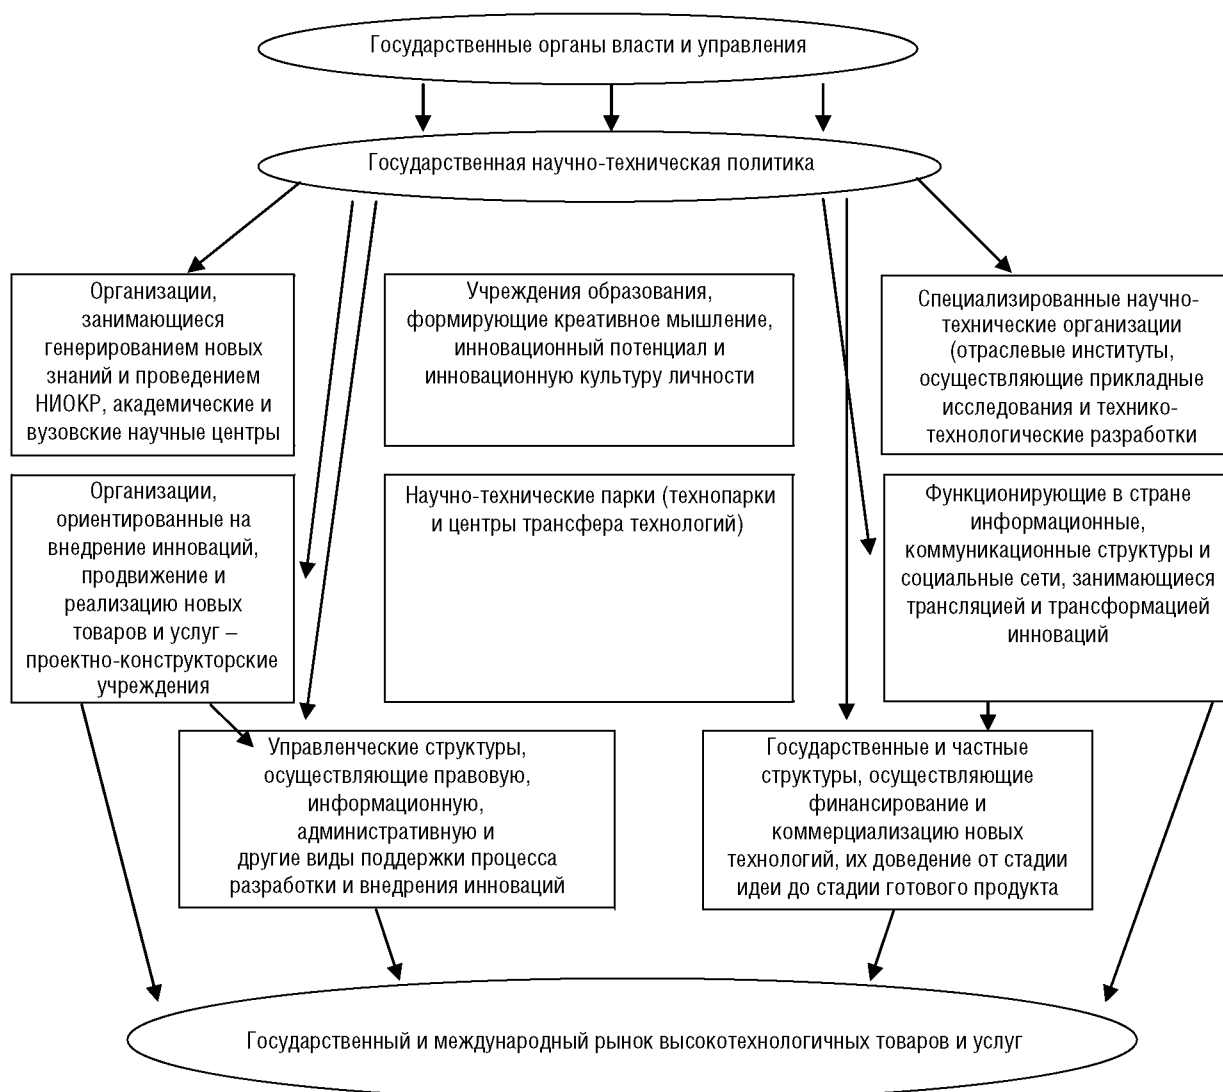 Государственные органы власти и управления
Государственная научно-техническая политика
Организации,
занимающиеся
генерированием новых
знаний и проведением
НИОКР, академические и
вузовские научные центры
Учреждения образования,
формирующие креативное мышление,
инновационный потенциал и
инновационную культуру личности
Специализированные научно-
технические организации
(отраслевые институты,
осуществляющие прикладные
исследования и технико-
технологические разработки
Организации,
ориентированные на
внедрение инноваций,
продвижение и
реализацию новых
товаров и услуг –
проектно-конструкторские
учреждения
Научно-технические парки (технопарки
и центры трансфера технологий)
Функционирующие в стране
информационные,
коммуникационные структуры и
социальные сети, занимающиеся
трансляцией и трансформацией
инноваций
Управленческие структуры,
осуществляющие правовую,
информационную,
административную и
другие виды поддержки процесса
разработки и внедрения инноваций
Государственные и частные
структуры, осуществляющие
финансирование и
коммерциализацию новых
технологий, их доведение от стадии
идеи до стадии готового продукта
Государственный и международный рынок высокотехнологичных товаров и услуг